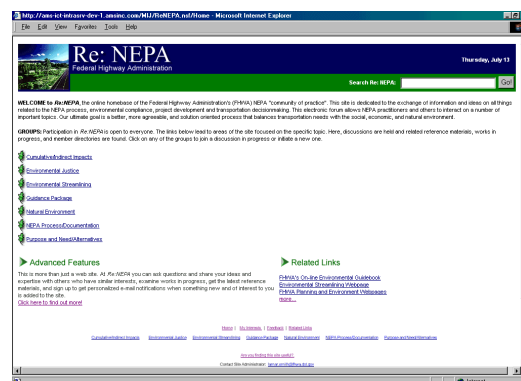 http://ams-ict-intrasrv-dev-1.amsinc.com/MIJ/ReNEPA.nsf/Home - Microsoft Internet Explorer
File Edit View Favorites Tools Help
Re: NEPA
Federal Highway Administration
Thursday, July 13
Search Re: NEPA:
Go!
WELCOME to Re:NEPA, the online homebase of the Federal Highway Administration's (FHWA) NEPA "community of practice". This site is dedicated to the exchange of information and ideas on all things
related to the NEPA process, environmental compliance, project development and transportation decisionmaking. This electronic forum allows NEPA practitioners and others to interact on a number of
important topics. Our ultimate goal is a better, more agreeable, and solution oriented process that balances transportation needs with the social, economic, and natural environment.
GROUPS: Participation in Re:NEPA is open to everyone. The links below lead to areas of the site focused on the specific topic. Here, discussions are held and related reference materials, works in
progress, and member directories are found. Click on any of the groups to join a discussion in progress or initiate a new one.
Cumulative/Indirect Impacts
Environmental Justice
Environmental Streamlining
Guidance Package
Natural Environment
NEPA Process/Documentation
Purpose and Need/Alternatives
Advanced Features
This is more than just a web site. At Re:NEPA you can ask questions and share your ideas and
expertise with others who have similar interests, examine works in progress, get the latest reference
materials, and sign up to get personalized e-mail notifications when something new and of interest to you
is added to the site.
Click here to find out more!
Related Links
FHWA's On-line Environmental Guidebook
Environmental Streamlining Webpage
FHWA Planning and Environment Webpages
more...
Home | My Interests | Feedback | Related Links
Cumulative/Indirect Impacts Environmental Justice Environmental Streamlining Guidance Package Natural Environment NEPA Process/Documentation Purpose and Need/Alternatives
Are you finding this site useful?
Contact Site Administrator: